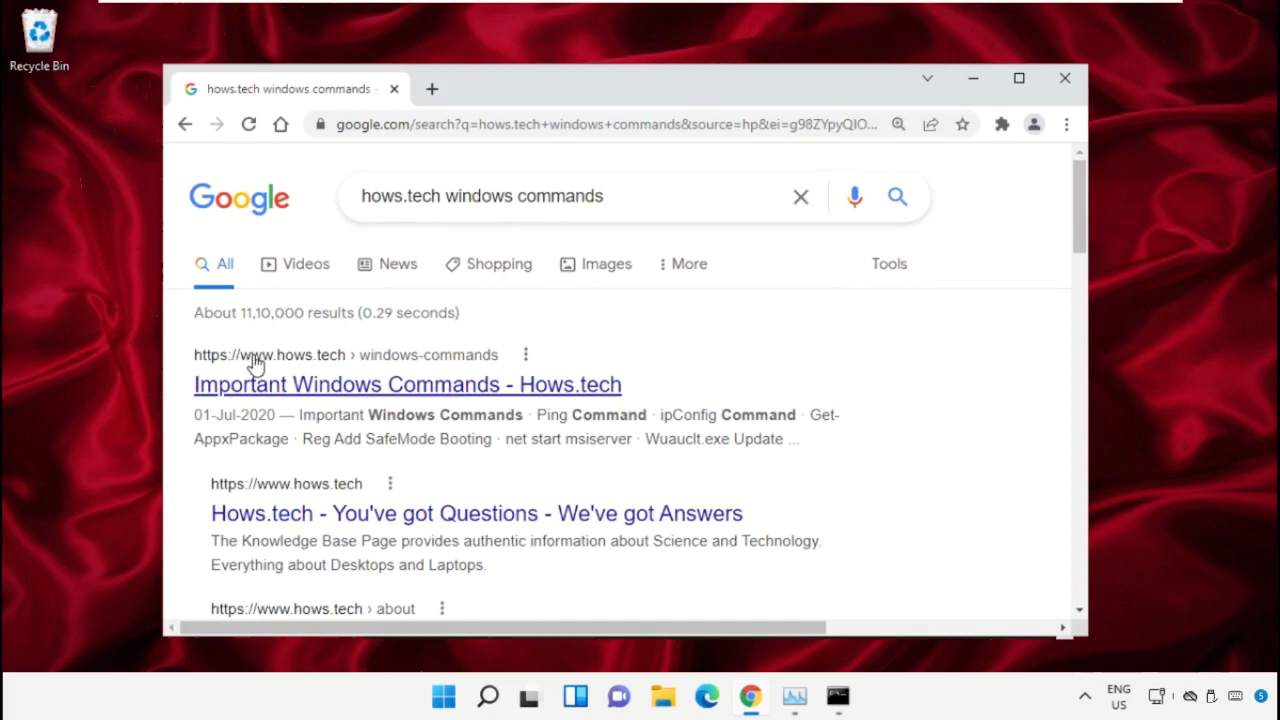 Recycle Bin
hows.tech windows commands -
google.com/search?q=hows.tech+windows+commands&source=hp&ei=g98ZYpyQIO...
Google
hows.tech windows commands
All
Videos
News
Shopping
Images
More
Tools
About 11,10,000 results (0.29 seconds)
https://www.hows.tech › windows-commands
Important Windows Commands - Hows.tech
01-Jul-2020 — Important Windows Commands · Ping Command · ipConfig Command · Get-
AppxPackage · Reg Add SafeMode Booting · net start msiserver · Wuauclt.exe Update ...
https://www.hows.tech
Hows.tech - You've got Questions - We've got Answers
The Knowledge Base Page provides authentic information about Science and Technology.
Everything about Desktops and Laptops.
https://www.hows.tech › about
ENG
US
5